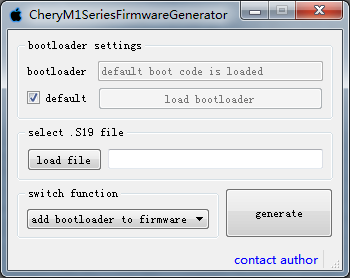 CheryM1SeriesFirmwareGenerator
bootloader settings
bootloader default boot code is loaded
default load bootloader
select .S19 file
load file
switch function
add bootloader to firmware
generate
contact author